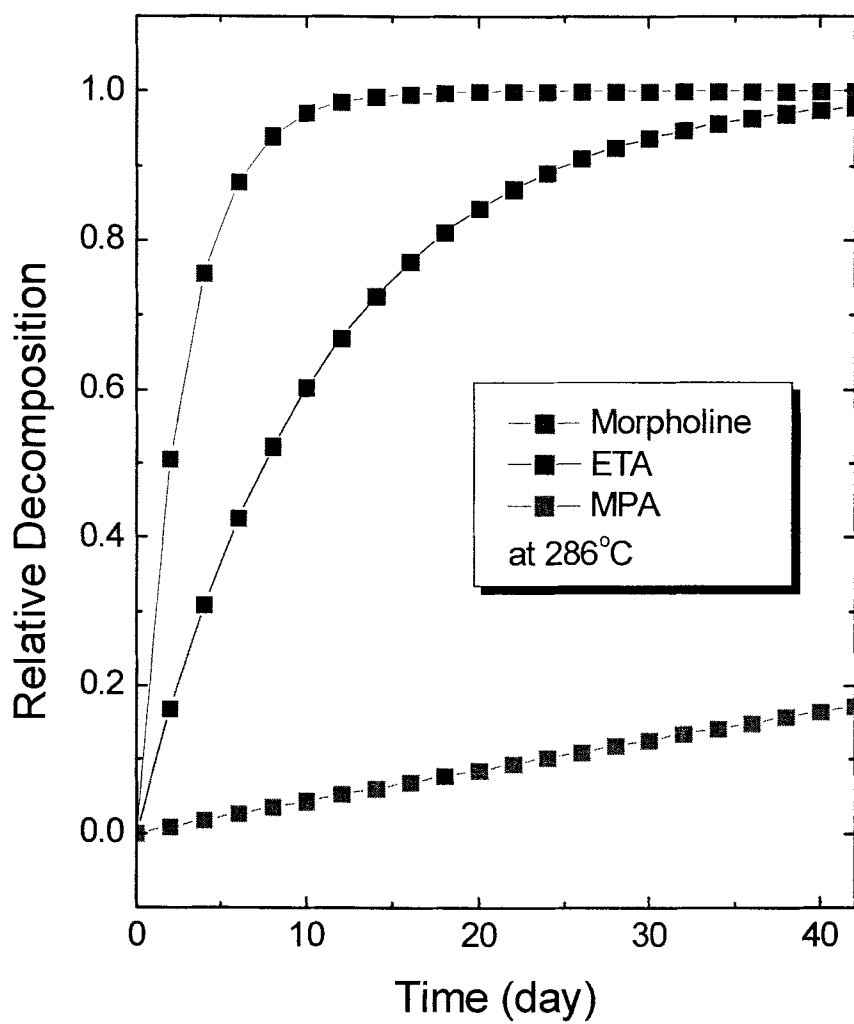 Relative Decomposition
1.0
0.8
0.6
0.4
0.2
0.0
Morpholine
ETA
MPA
at 286°C
0 10 20 30 40
Time (day)